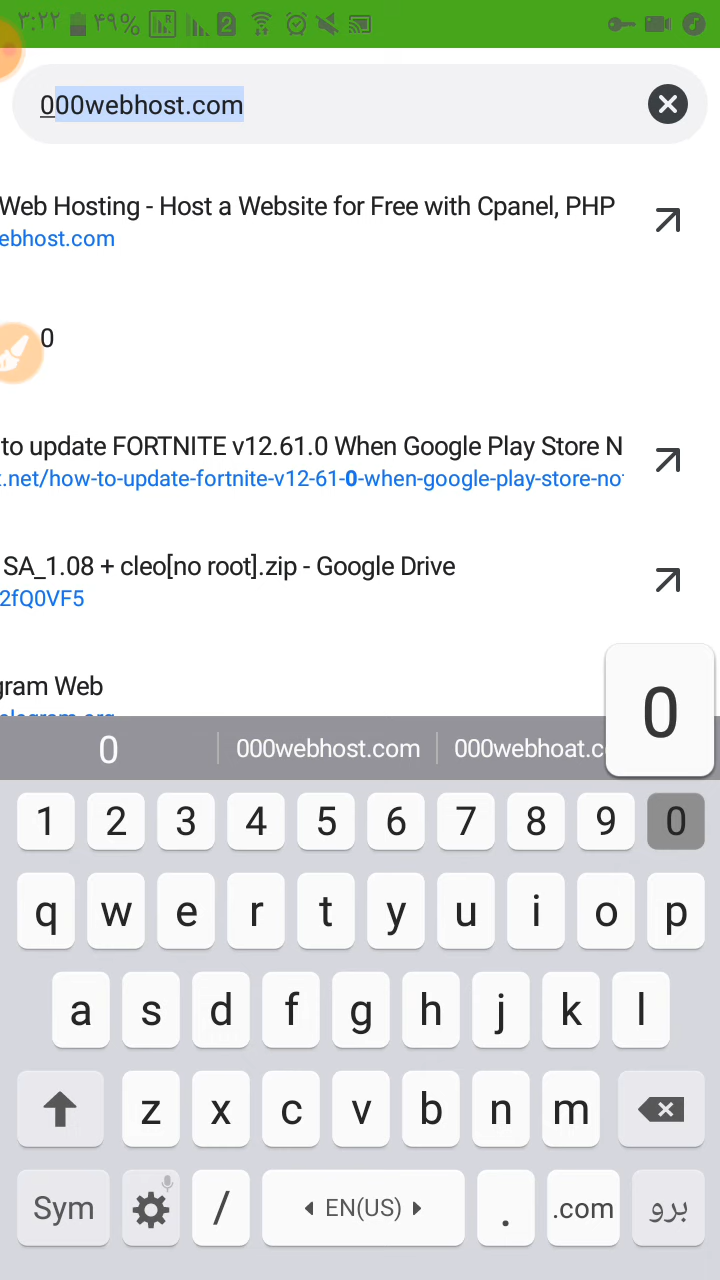 ۳:۲۲ ۴۹% R 2
000webhost.com
Web Hosting - Host a Website for Free with Cpanel, PHP
ebhost.com
0
to update FORTNITE v12.61.0 When Google Play Store N
.net/how-to-update-fortnite-v12-61-0-when-google-play-store-no
SA_1.08 + cleo[no root].zip - Google Drive
2fQ0VF5
gram Web
0
0 000webhost.com 000webhoat.c
1 2 3 4 5 6 7 8 9 0
q w e r t y u i o p
a s d f g h j k l
z x c v b n m
Sym / EN(US) . .com برو